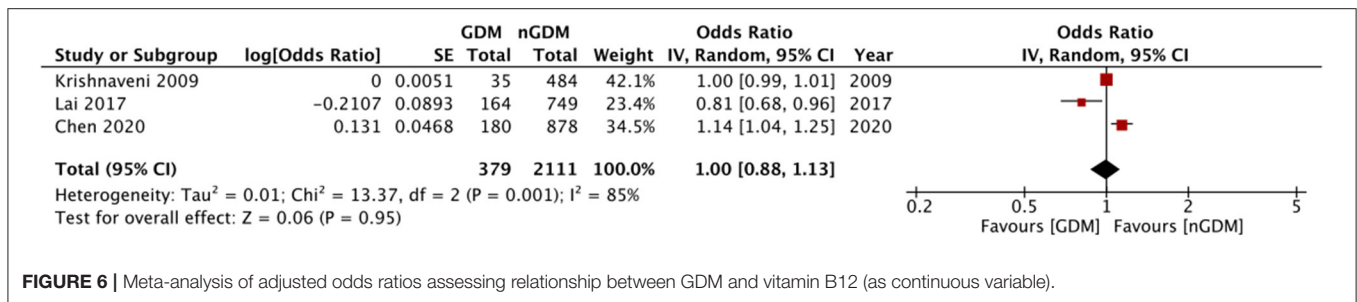 GDM nGDM Odds Ratio Odds Ratio
Study or Subgroup log[Odds Ratio] SE Total Total Weight IV, Random, 95% CI Year IV, Random, 95% CI
Krishnaveni 2009 0 0.0051 35 484 42.1% 1.00 [0.99, 1.01] 2009
Lai 2017 -0.2107 0.0893 164 749 23.4% 0.81 [0.68, 0.96] 2017
Chen 2020 0.131 0.0468 180 878 34.5% 1.14 [1.04, 1.25] 2020
Total (95% CI) 379 2111 100.0% 1.00 [0.88, 1.13]
Heterogeneity: Tau² = 0.01; Chi² = 13.37, df = 2 (P = 0.001); I² = 85%
Test for overall effect: Z = 0.06 (P = 0.95)
0.2 0.5 1 2 5
Favours [GDM] Favours [nGDM]
FIGURE 6 | Meta-analysis of adjusted odds ratios assessing relationship between GDM and vitamin B12 (as continuous variable).